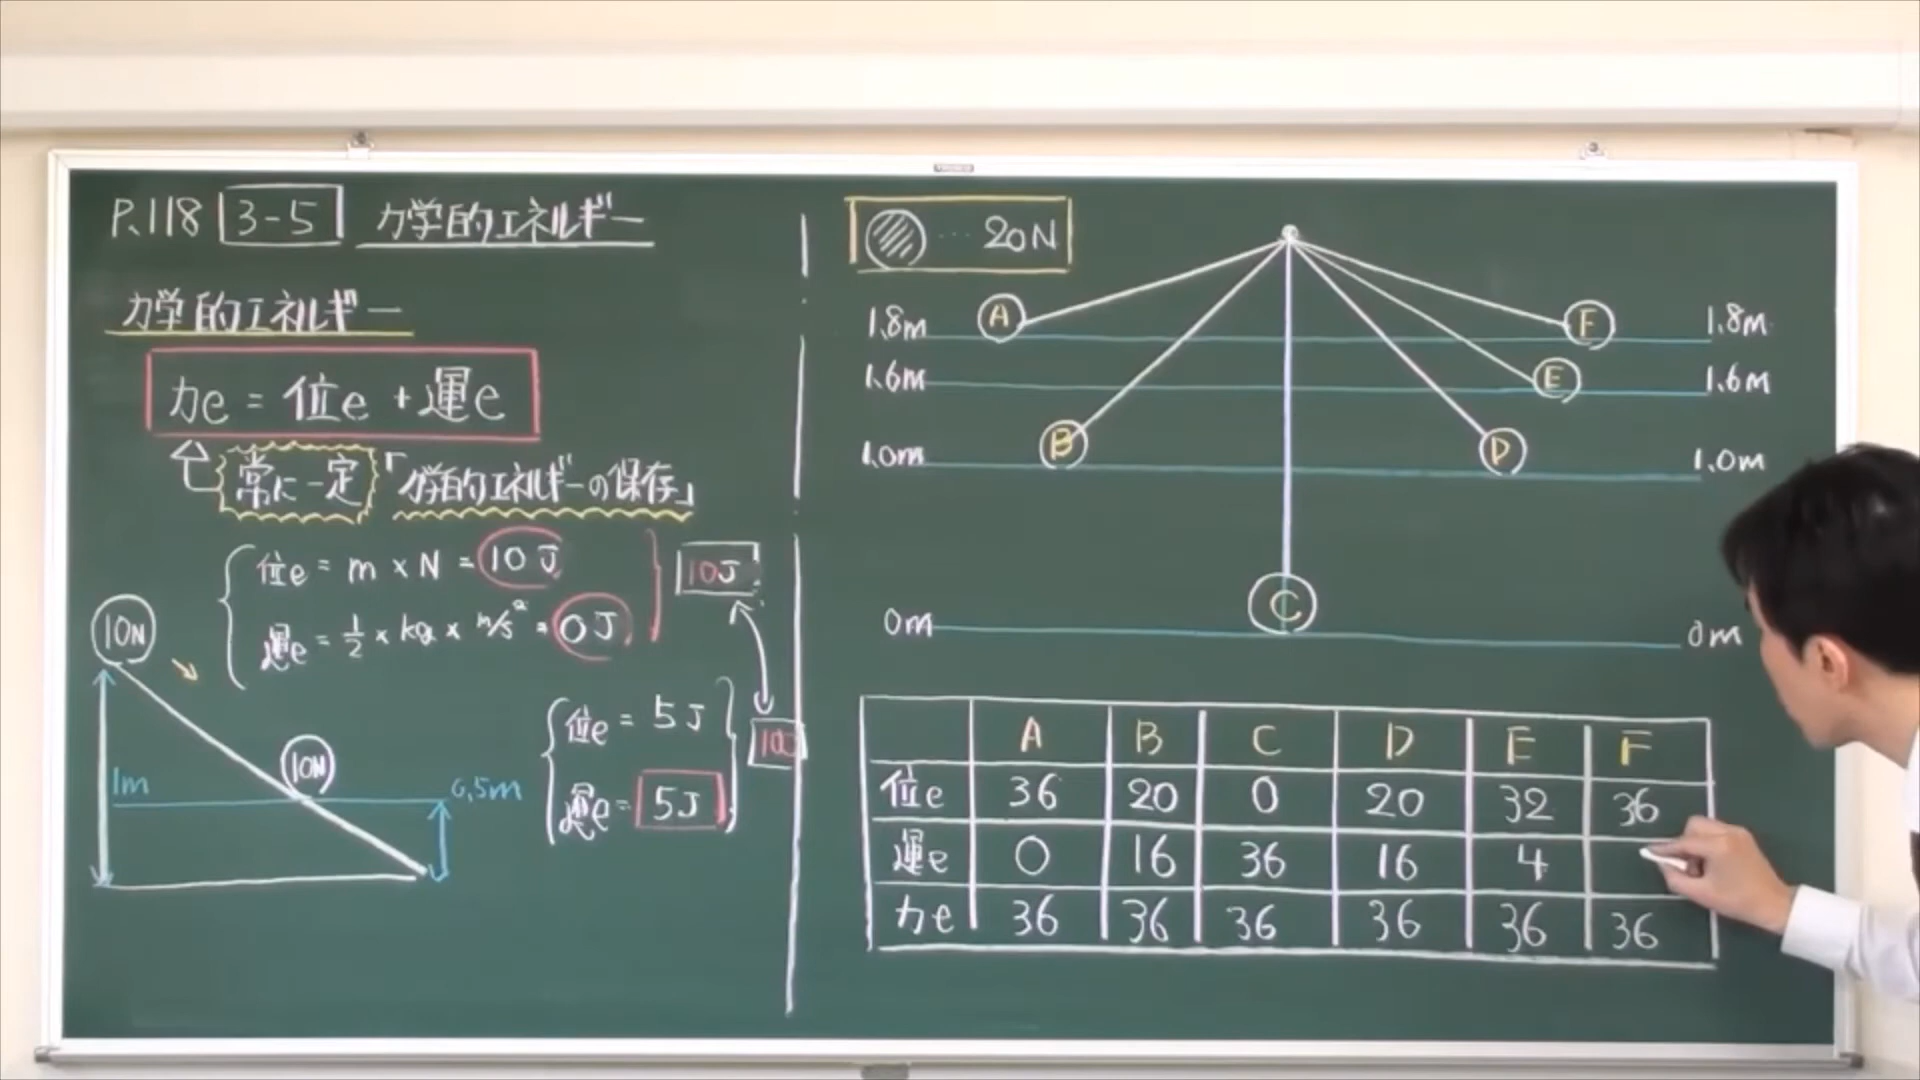 P.118 3-5 力学的エネルギー
力学的エネルギー
力e = 位e + 運e
常に一定 「力学的エネルギーの保存」
位e = m × N = 10J
運e = 1/2 × kg × m/s² = 0J
10J
10N
10N
1m
0.5m
位e = 5J
運e = 5J
10J
… 20N
A
F
1.8m
1.8m
1.6m
E
1.6m
B
D
1.0m
1.0m
C
0m
0m
A B C D E F
位e 36 20 0 20 32 36
運e 0 16 36 16 4
力e 36 36 36 36 36 36